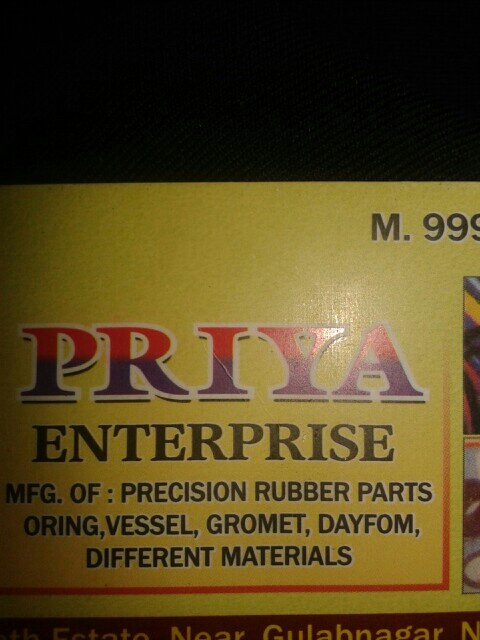 M. 999
PRIYA
ENTERPRISE
MFG. OF : PRECISION RUBBER PARTS
ORING,VESSEL, GROMET, DAYFOM,
DIFFERENT MATERIALS
Estate, Near, Gulabnagar, N